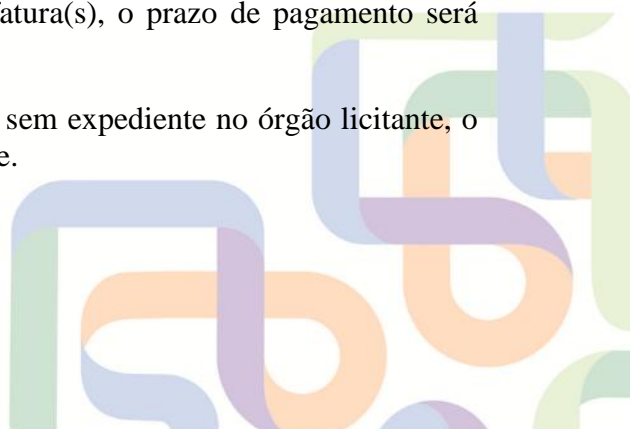 fatura(s), o prazo de pagamento será
sem expediente no órgão licitante, o
e.